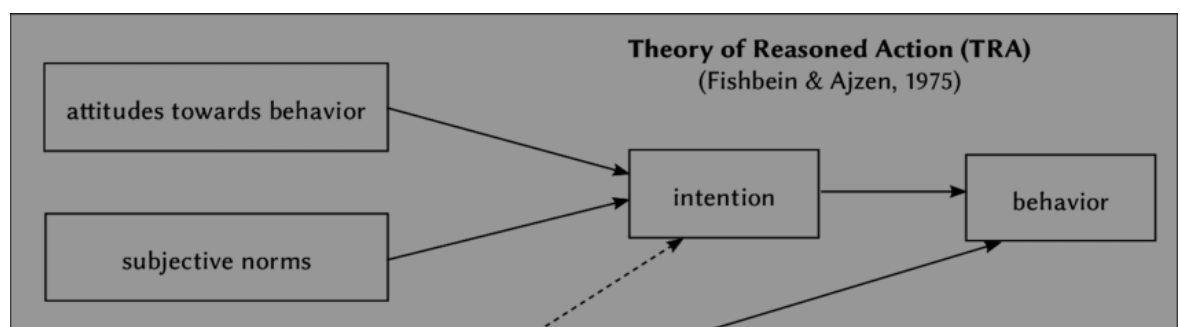 Theory of Reasoned Action (TRA)
(Fishbein & Ajzen, 1975)
attitudes towards behavior
intention
behavior
subjective norms